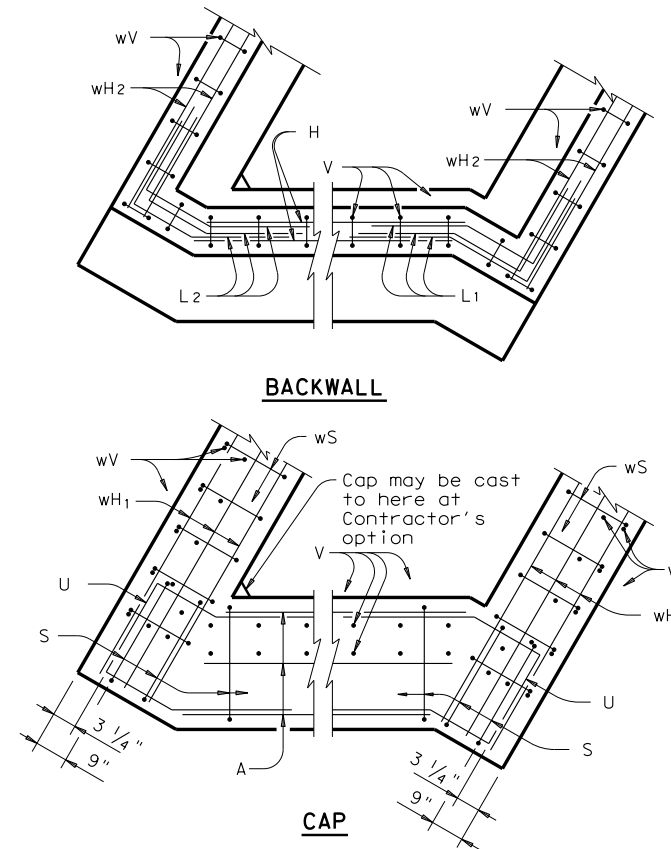 wV
wH2
H
V
wV
wH2
L2
L1
BACKWALL
wS
wV
wH1
Cap may be cast
to here at
Contractor's
option
V
wS
U
S
U
S
A
3 1/4"
9"
3 1/4"
9"
CAP